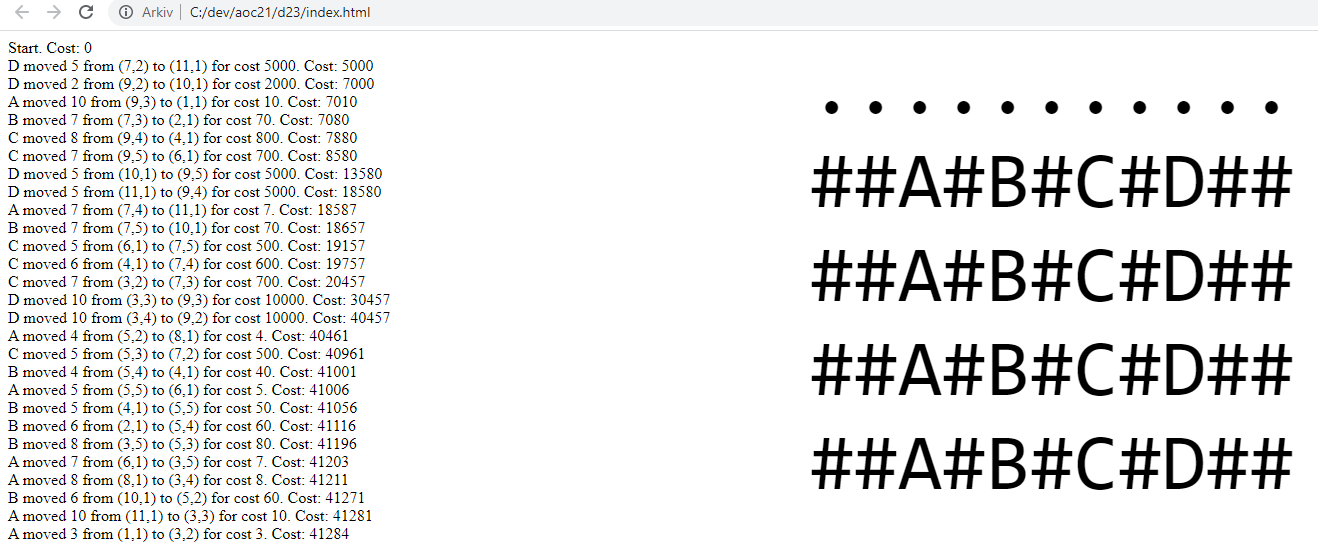 Arkiv C:/dev/aoc21/d23/index.html
Start. Cost: 0
D moved 5 from (7,2) to (11,1) for cost 5000. Cost: 5000
D moved 2 from (9,2) to (10,1) for cost 2000. Cost: 7000
A moved 10 from (9,3) to (1,1) for cost 10. Cost: 7010
B moved 7 from (7,3) to (2,1) for cost 70. Cost: 7080
C moved 8 from (9,4) to (4,1) for cost 800. Cost: 7880
C moved 7 from (9,5) to (6,1) for cost 700. Cost: 8580
D moved 5 from (10,1) to (9,5) for cost 5000. Cost: 13580
D moved 5 from (11,1) to (9,4) for cost 5000. Cost: 18580
A moved 7 from (7,4) to (11,1) for cost 7. Cost: 18587
B moved 7 from (7,5) to (10,1) for cost 70. Cost: 18657
C moved 5 from (6,1) to (7,5) for cost 500. Cost: 19157
C moved 6 from (4,1) to (7,4) for cost 600. Cost: 19757
C moved 7 from (3,2) to (7,3) for cost 700. Cost: 20457
D moved 10 from (3,3) to (9,3) for cost 10000. Cost: 30457
D moved 10 from (3,4) to (9,2) for cost 10000. Cost: 40457
A moved 4 from (5,2) to (8,1) for cost 4. Cost: 40461
C moved 5 from (5,3) to (7,2) for cost 500. Cost: 40961
B moved 4 from (5,4) to (4,1) for cost 40. Cost: 41001
A moved 5 from (5,5) to (6,1) for cost 5. Cost: 41006
B moved 5 from (4,1) to (5,5) for cost 50. Cost: 41056
B moved 6 from (2,1) to (5,4) for cost 60. Cost: 41116
B moved 8 from (3,5) to (5,3) for cost 80. Cost: 41196
A moved 7 from (6,1) to (3,5) for cost 7. Cost: 41203
A moved 8 from (8,1) to (3,4) for cost 8. Cost: 41211
B moved 6 from (10,1) to (5,2) for cost 60. Cost: 41271
A moved 10 from (11,1) to (3,3) for cost 10. Cost: 41281
A moved 3 from (1,1) to (3,2) for cost 3. Cost: 41284
• • • • • • • • • • •
##A#B#C#D##
##A#B#C#D##
##A#B#C#D##
##A#B#C#D##